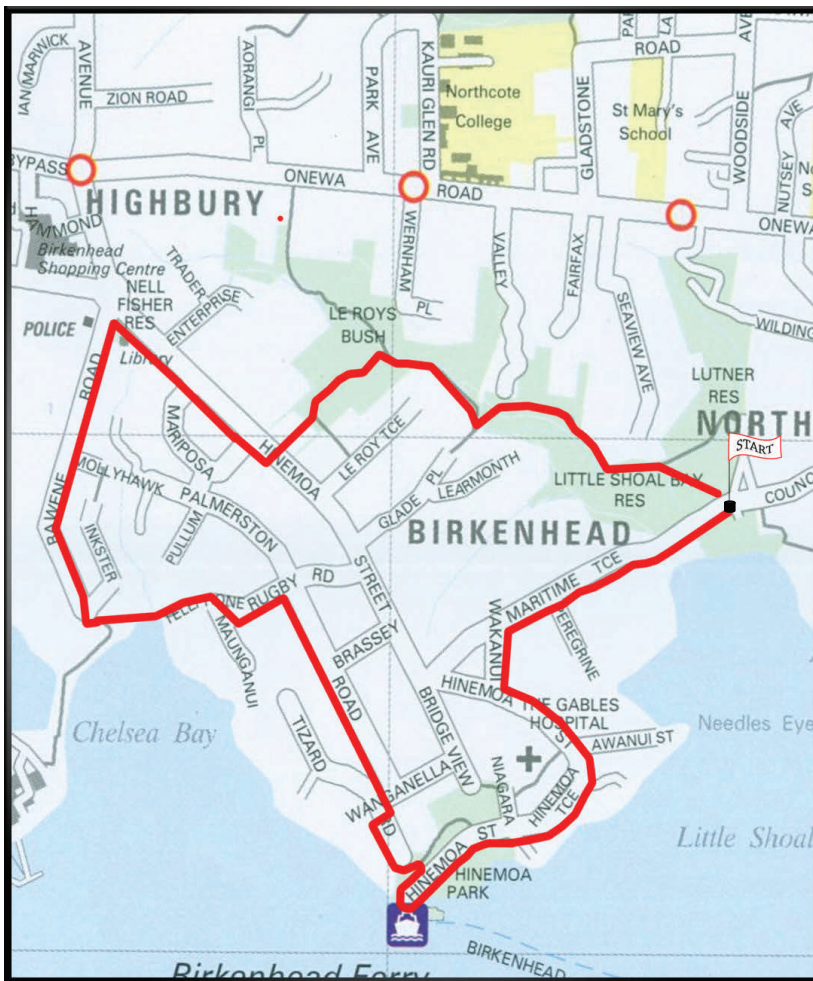 IAN MARWICK
AVENUE
ZION ROAD
AORANGI
PL
PARK AVE
KAURI GLEN RD
Northcote
College
GLADSTONE
ROAD
St Mary's
School
WOODSIDE
AVE
NUTSEY AVE
BYPASS
ONEWA
ROAD
ONEWA
HIGHBURY
HAMMOND
Birkenhead
Shopping Centre
NELL
FISHER
RES
TRADER
ENTERPRISE
WERNHAM
PL
VALLEY
FAIRFAX
SEAVIEW AVE
WILDING
POLICE
Library
LE ROYS
BUSH
LUTNER
RES
NORTH
START
ROAD
RAWENE
MARIPOSA
HINEMOA
LE ROY TCE
MOLLYHAWK
PALMERSTON
PULLUM
INKSTER
GLADE PL
LEARMONTH
LITTLE SHOAL BAY
RES
COUNC
BIRKENHEAD
RUGBY
RD
STREET
MARITIME TCE
WAKANUI
PEREGRINE
MAUNGANUI
BRASSEY
ROAD
HINEMOA
ST
THE GABLES
HOSPITAL
AWANUI ST
BRIDGE VIEW
Chelsea Bay
TIZARD
Needles Eye
WANGANELLA
RD
NIAGARA
HINEMOA
TCE
HINEMOA ST
Little Shoal
HINEMOA
PARK
BIRKENHEAD
Birkenhead Ferry